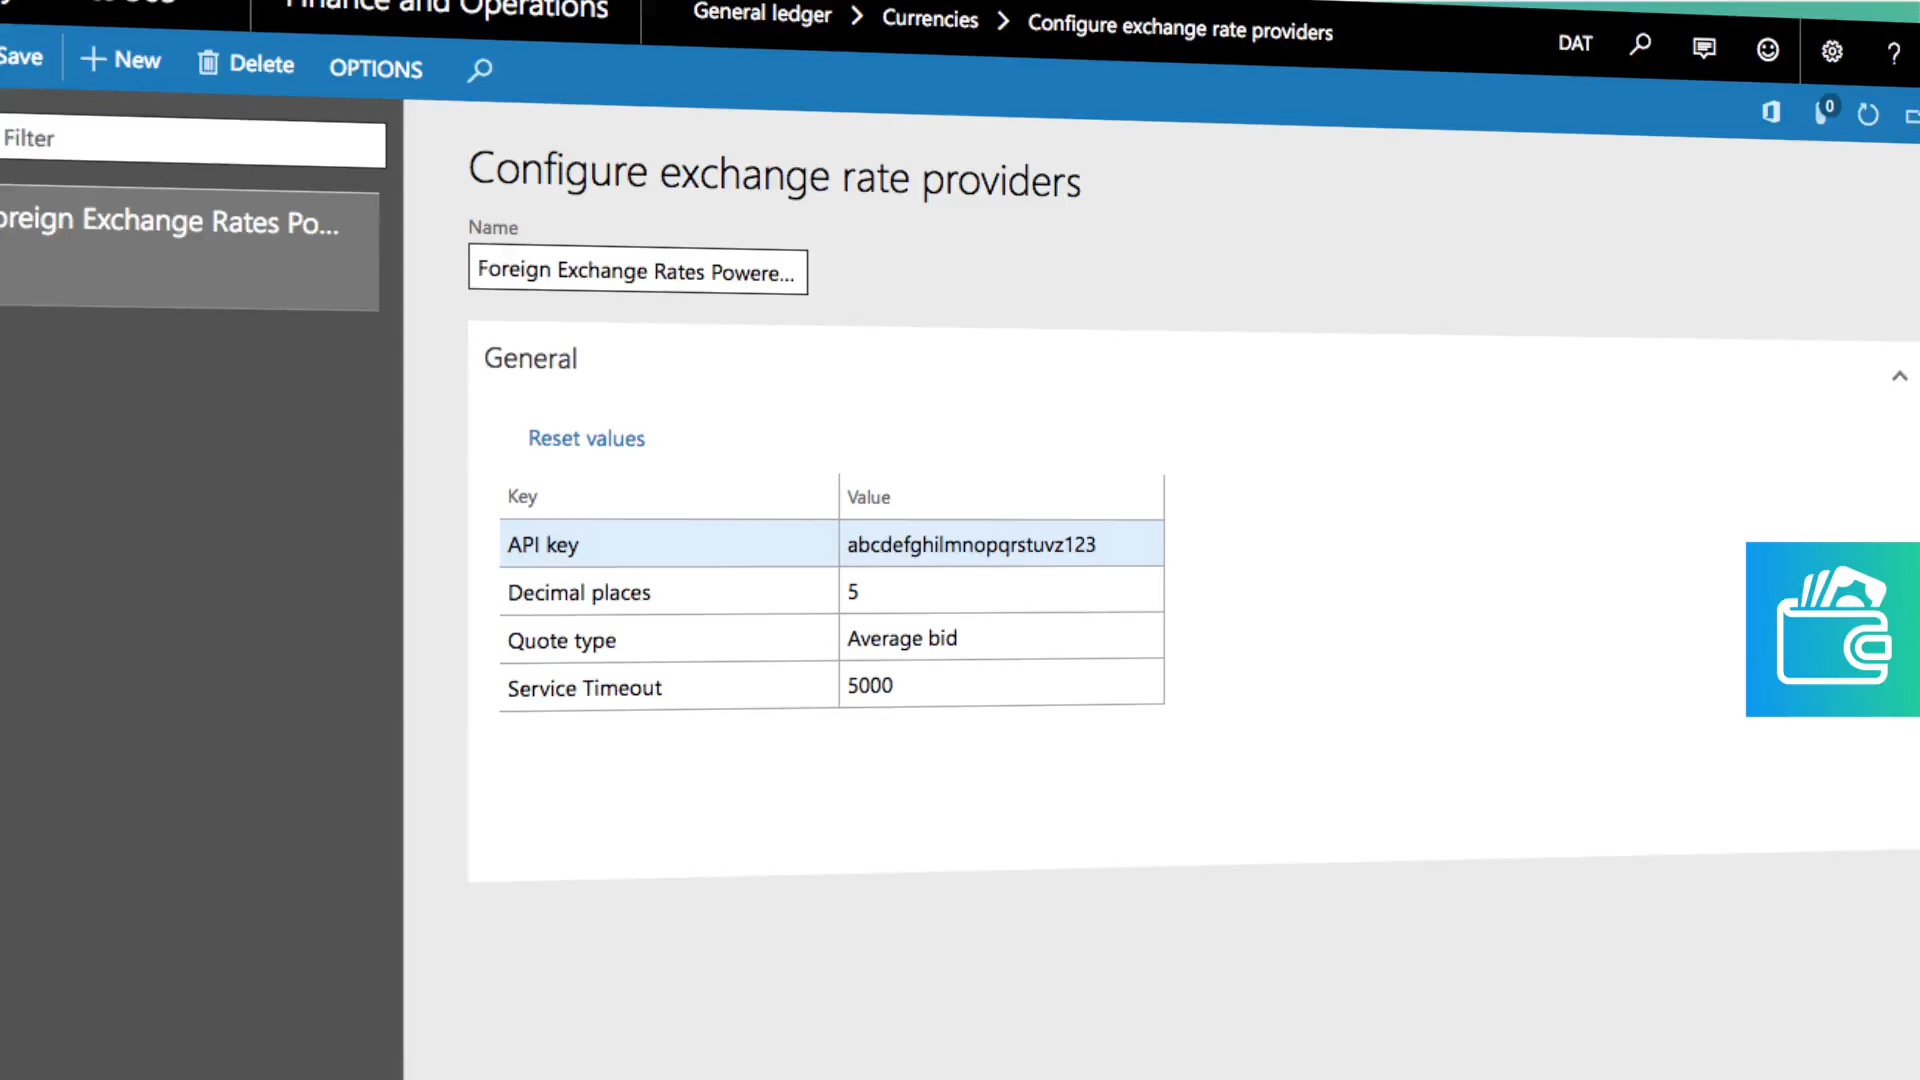 Finance and Operations
General ledger > Currencies > Configure exchange rate providers
DAT
?
Save
+ New
Delete
OPTIONS
0
Filter
oreign Exchange Rates Po...
Configure exchange rate providers
Name
Foreign Exchange Rates Powere...
General
Reset values
Key Value
API key abcdefghilmnopqrstuvz123
Decimal places 5
Quote type Average bid
Service Timeout 5000